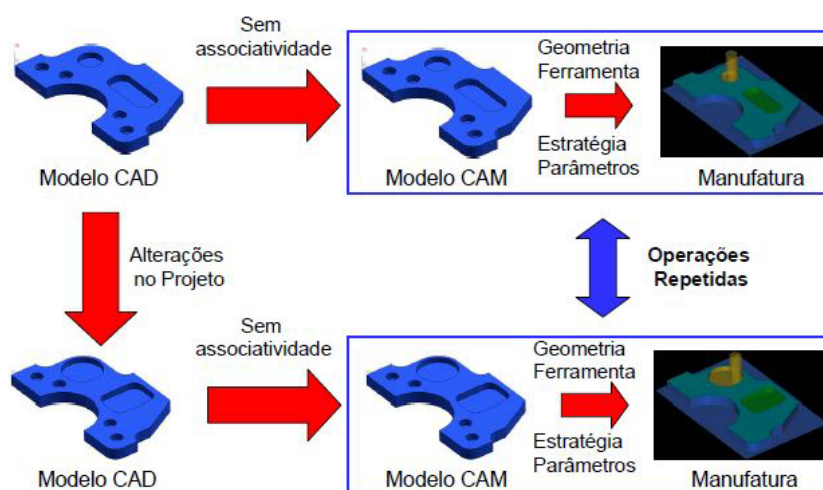 Sem
associatividade
Geometria
Ferramenta
Estratégia
Parâmetros
Modelo CAD
Modelo CAM
Manufatura
Alterações
no Projeto
Operações
Repetidas
Sem
associatividade
Geometria
Ferramenta
Estratégia
Parâmetros
Modelo CAD
Modelo CAM
Manufatura